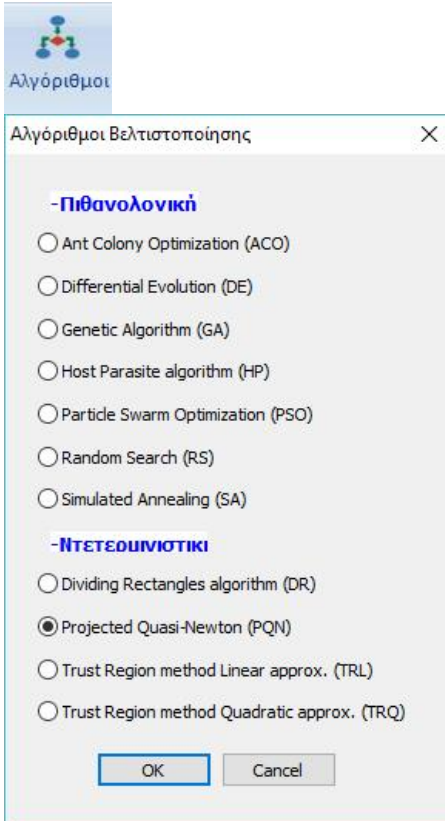 Αλγόριθμοι
Αλγόριθμοι Βελτιστοποίησης
-Πιθανολονική
Ant Colony Optimization (ACO)
Differential Evolution (DE)
Genetic Algorithm (GA)
Host Parasite algorithm (HP)
Particle Swarm Optimization (PSO)
Random Search (RS)
Simulated Annealing (SA)
-Ντετερμινιστικι
Dividing Rectangles algorithm (DR)
Projected Quasi-Newton (PQN)
Trust Region method Linear approx. (TRL)
Trust Region method Quadratic approx. (TRQ)
OK Cancel